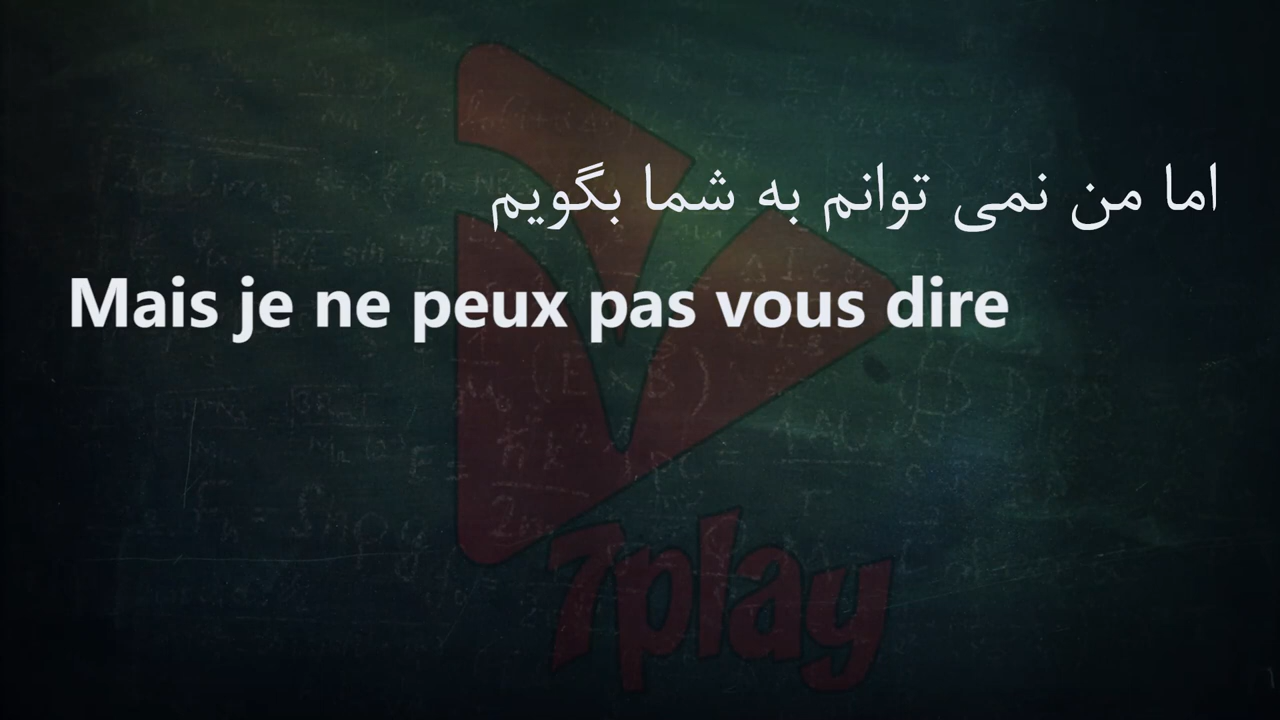 اما من نمی توانم به شما بگویم
Mais je ne peux pas vous dire
7play